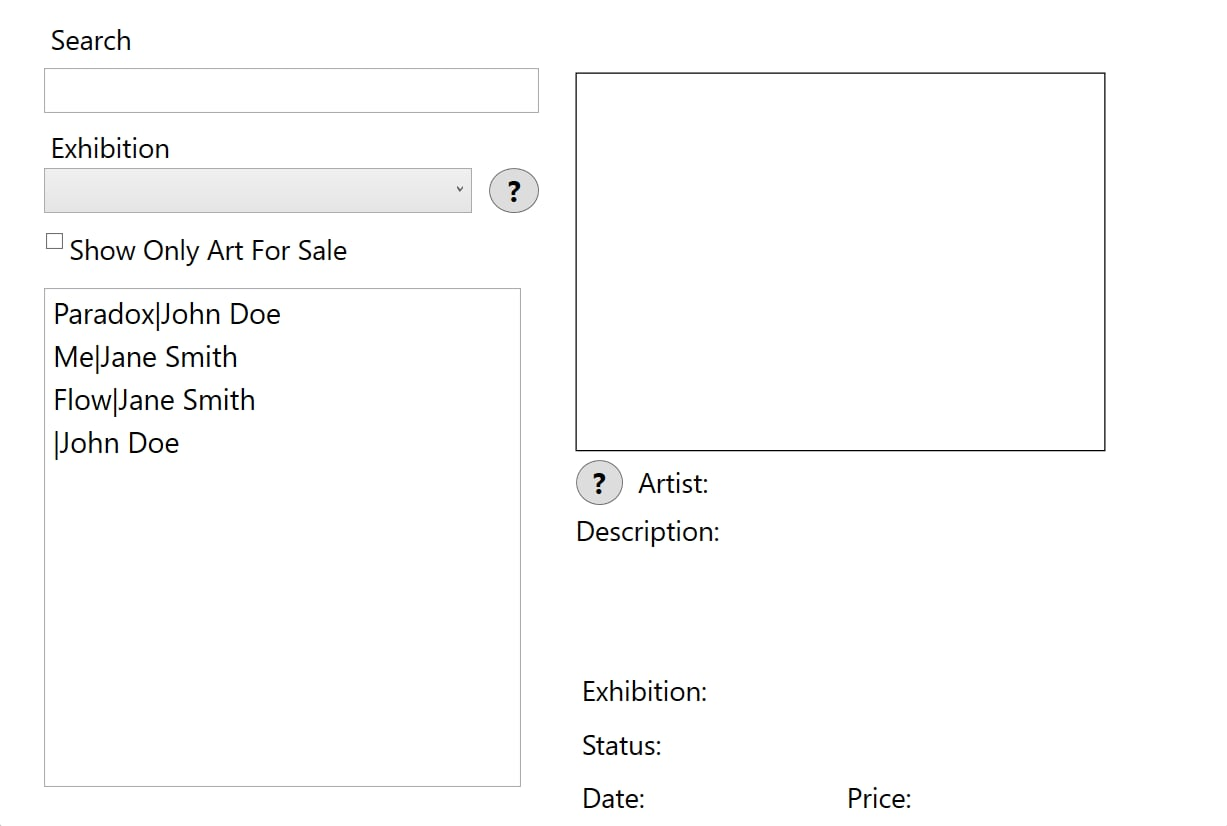 Search
Exhibition
?
Show Only Art For Sale
Paradox|John Doe
Me|Jane Smith
Flow|Jane Smith
|John Doe
? Artist:
Description:
Exhibition:
Status:
Date: Price: